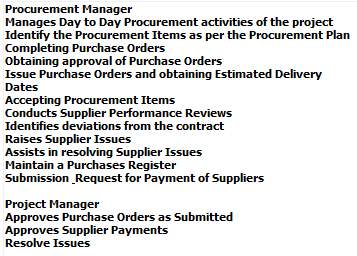 Procurement Manager
Manages Day to Day Procurement activities of the project
Identify the Procurement Items as per the Procurement Plan
Completing Purchase Orders
Obtaining approval of Purchase Orders
Issue Purchase Orders and obtaining Estimated Delivery
Dates
Accepting Procurement Items
Conducts Supplier Performance Reviews
Identifies deviations from the contract
Raises Supplier Issues
Assists in resolving Supplier Issues
Maintain a Purchases Register
Submission _Request for Payment of Suppliers

Project Manager
Approves Purchase Orders as Submitted
Approves Supplier Payments
Resolve Issues